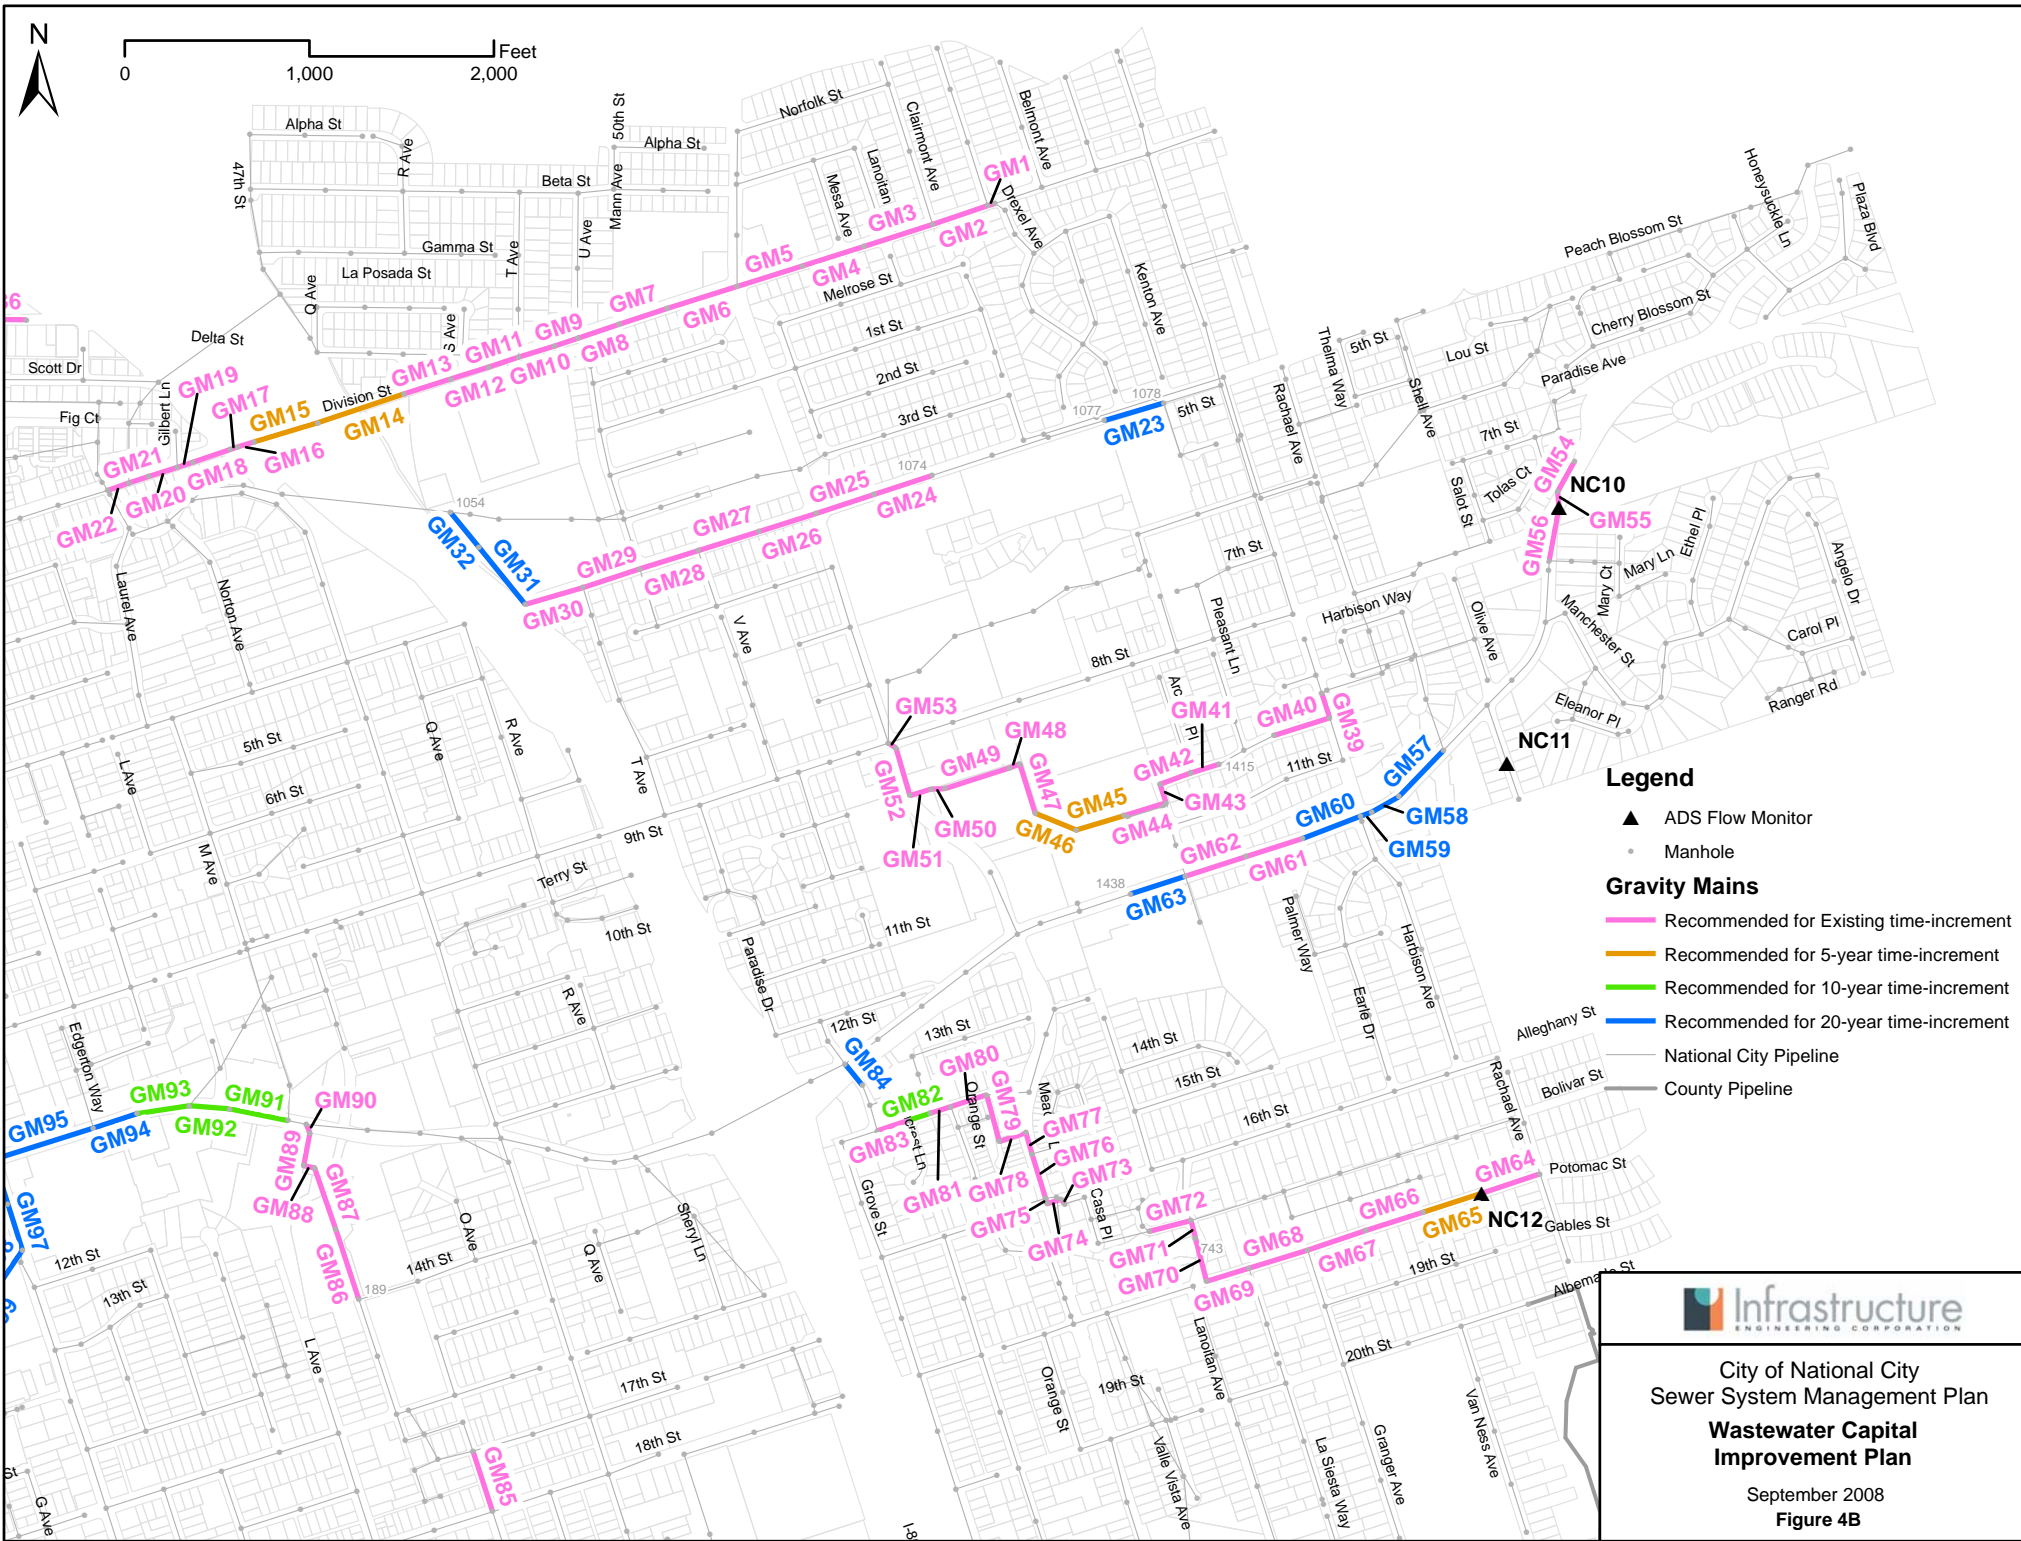 N
Feet
0
1,000
2,000
Norfolk St
Belmont Ave
Clairmont Ave
Lanoitan
Mesa Ave
Alpha St
R Ave
50th St
Alpha St
47th St
Beta St
Mann Ave
U Ave
T Ave
Gamma St
La Posada St
Q Ave
S Ave
Delta St
Scott Dr
Fig Ct
Gilbert Ln
Division St
Drexel Ave
Melrose St
1st St
2nd St
3rd St
Kenton Ave
5th St
1077
1078
1074
1054
GM1
GM2
GM3
GM4
GM5
GM6
GM7
GM8
GM9
GM10
GM11
GM12
GM13
GM14
GM15
GM16
GM17
GM18
GM19
GM20
GM21
GM22
GM23
GM24
GM25
GM26
GM27
GM28
GM29
GM30
GM31
GM32
Honeysuckle Ln
Plaza Blvd
Peach Blossom St
Cherry Blossom St
Thelma Way
5th St
Lou St
Paradise Ave
Shell Ave
Rachael Ave
7th St
Salot St
Tolas Ct
GM54
NC10
GM55
GM56
Mary Ct
Mary Ln
Ethel Pl
Angelo Dr
Carol Pl
Manchester St
Ranger Rd
Eleanor Pl
Olive Ave
Harbison Way
7th St
Pleasant Ln
8th St
Arc
Pl
Laurel Ave
Norton Ave
V Ave
T Ave
R Ave
Q Ave
5th St
6th St
L Ave
M Ave
9th St
Terry St
10th St
11th St
Paradise Dr
R Ave
GM53
GM52
GM51
GM50
GM49
GM48
GM47
GM46
GM45
GM44
GM43
GM42
GM41
GM40
GM39
1415
11th St
GM57
GM58
GM59
GM60
GM61
GM62
GM63
1438
NC11
Palmer Way
Harbison Ave
Earle Dr
Alleghany St
Bolivar St
Rachael Ave
Potomac St
Gables St
Albemarle St
12th St
13th St
14th St
15th St
16th St
GM84
GM83
GM82
GM81
GM80
GM79
GM78
GM77
GM76
GM75
GM74
GM73
GM72
GM71
GM70
GM69
GM68
GM67
GM66
GM65
GM64
NC12
743
Orange St
Casa Pl
Grove St
19th St
20th St
19th St
Orange St
Lanoitan Ave
Valle Vista Ave
La Siesta Way
Granger Ave
Van Ness Ave
Edgerton Way
GM95
GM94
GM93
GM92
GM91
GM90
GM89
GM88
GM87
GM86
GM85
GM97
189
12th St
13th St
14th St
O Ave
Q Ave
Sheryl Ln
L Ave
17th St
18th St
G Ave
Legend
ADS Flow Monitor
Manhole
Gravity Mains
Recommended for Existing time-increment
Recommended for 5-year time-increment
Recommended for 10-year time-increment
Recommended for 20-year time-increment
National City Pipeline
County Pipeline
Infrastructure
ENGINEERING CORPORATION
City of National City
Sewer System Management Plan
Wastewater Capital
Improvement Plan
September 2008
Figure 4B